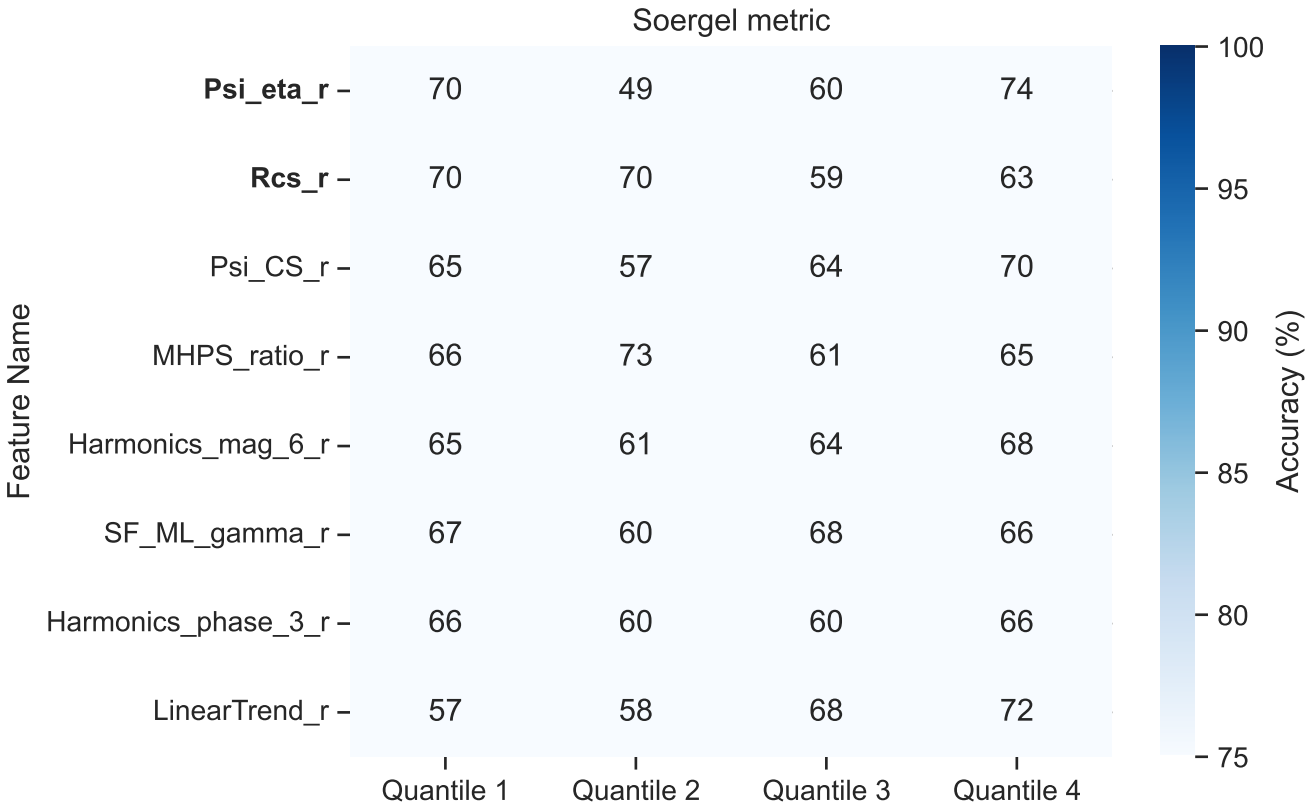 Soergel metric
Feature Name
Psi_eta_r 70 49 60 74
Rcs_r 70 70 59 63
Psi_CS_r 65 57 64 70
MHPS_ratio_r 66 73 61 65
Harmonics_mag_6_r 65 61 64 68
SF_ML_gamma_r 67 60 68 66
Harmonics_phase_3_r 66 60 60 66
LinearTrend_r 57 58 68 72
Quantile 1 Quantile 2 Quantile 3 Quantile 4
100
95
90
85
80
75
Accuracy (%)